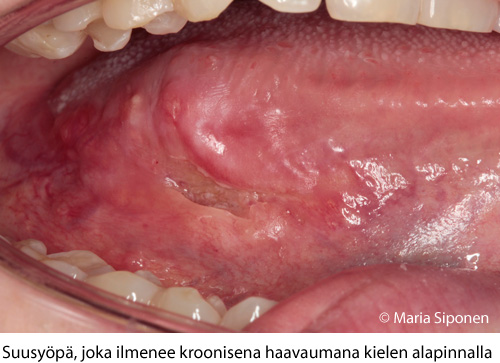 © Maria Siponen
Suusyöpä, joka ilmenee kroonisena haavaumana kielen alapinnalla.